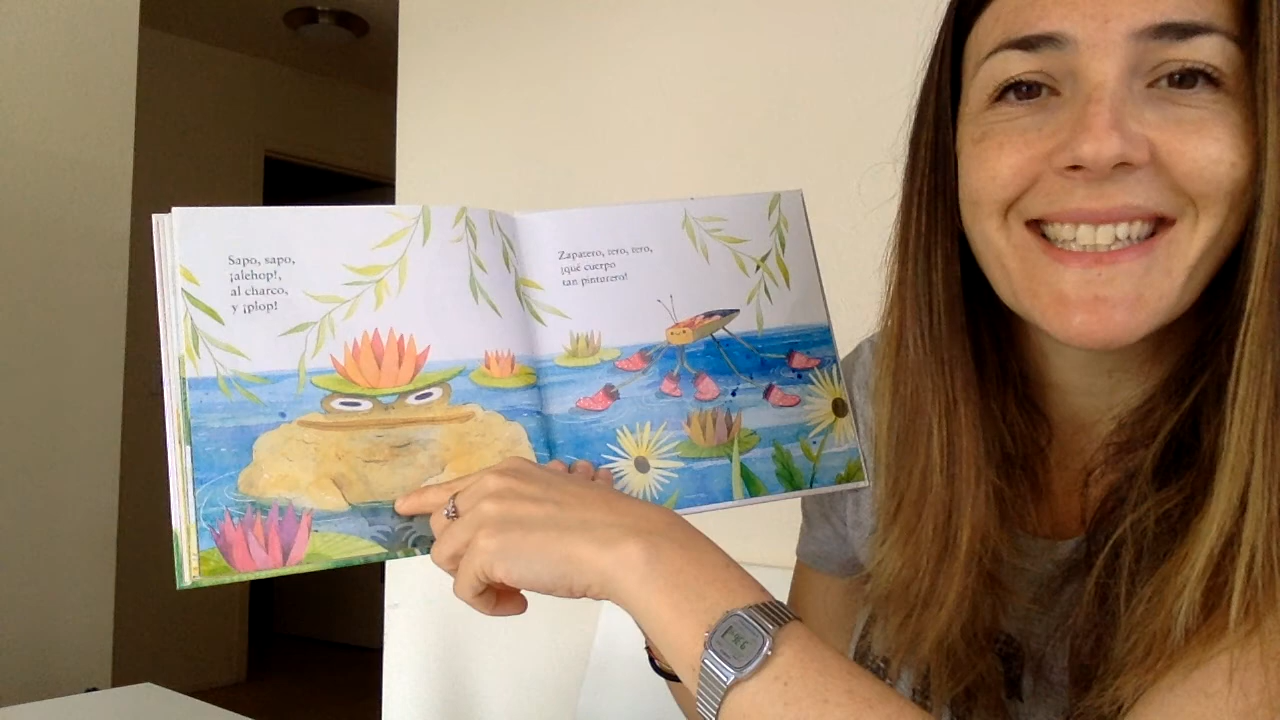 Sapo, sapo,
¡alehop!,
al charco,
y ¡plop!
Zapatero, tero, tero,
¡qué cuerpo
tan pinturero!